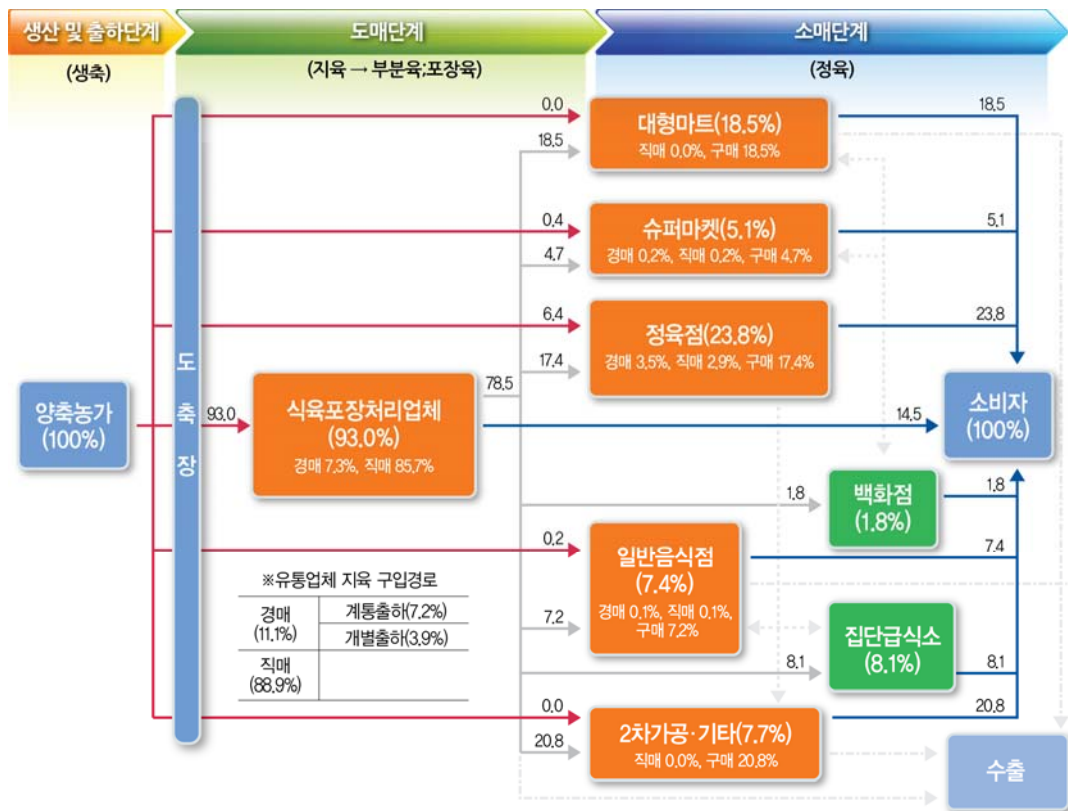 생산 및 출하단계
도매단계
소매단계
(생축)
(지육 → 부분육;포장육)
(정육)
0.0
대형마트(18.5%)
직매 0.0%, 구매 18.5%
18.5
18.5
0.4
슈퍼마켓(5.1%)
경매 0.2%, 직매 0.2%, 구매 4.7%
5.1
4.7
6.4
정육점(23.8%)
경매 3.5%, 직매 2.9%, 구매 17.4%
23.8
17.4
도
축
장
78.5
양축농가
(100%)
93.0
식육포장처리업체
(93.0%)
경매 7.3%, 직매 85.7%
14.5
소비자
(100%)
1.8
백화점
(1.8%)
1.8
0.2
일반음식점
(7.4%)
경매 0.1%, 직매 0.1%,
구매 7.2%
7.4
7.2
※유통업체 지육 구입경로
경매
(11.1%)
계통출하(7.2%)
개별출하(3.9%)
직매
(88.9%)
8.1
집단급식소
(8.1%)
8.1
0.0
2차가공·기타(7.7%)
직매 0.0%, 구매 20.8%
20.8
20.8
수출